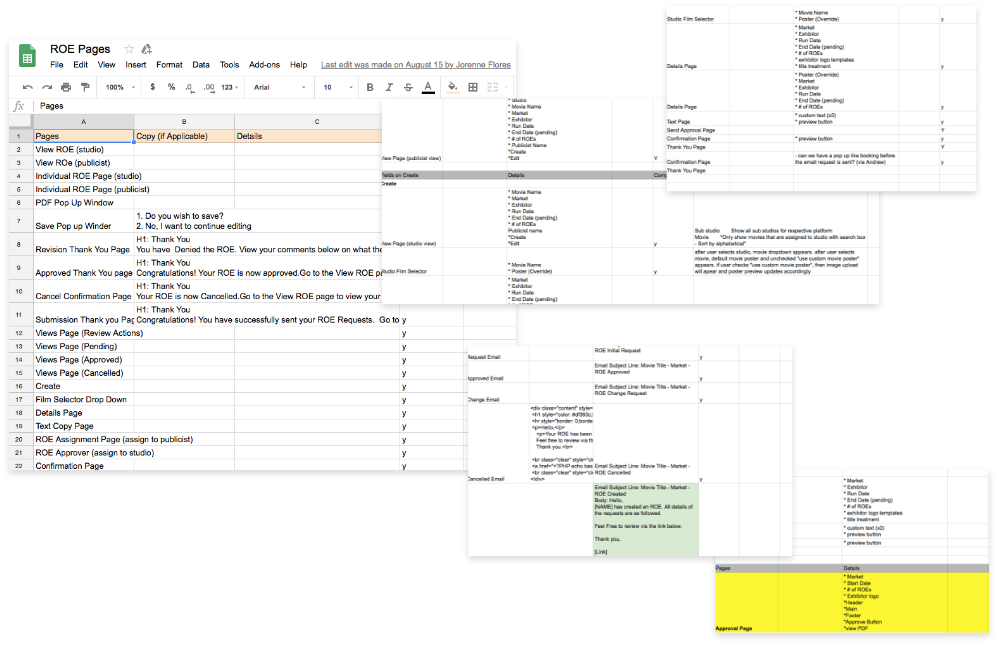 ROE Pages
File Edit View Insert Format Data Tools Add-ons Help Last edit was made on August 15 by Jorenne Flores
100% $ % .0 .00 123 Arial 10 B I S A
fx Pages
A B C
1 Pages Copy (if Applicable) Details
2 VIew ROE (studio)
3 View ROe (publicist)
4 Individual ROE Page (studio)
5 Individual ROE Page (publicist)
6 PDF Pop Up Window
1. Do you wish to save?
7 Save Pop up Winder 2. No, I want to continue editing
H1: Thank You
8 Revision Thank You Page You have Denied the ROE. View your comments below on what the
H1: Thank You
9 Approved Thank You page Congratulations! Your ROE is now approved.Go to the View ROE p
H1: Thank You
10 Cancel Confirmation Page Your ROE is now Cancelled.Go to the View ROE page to view your
H1: Thank You
11 Submission Thank you Pag Congratulations! You have successfully sent your ROE Requests. Go to y
12 Views Page (Review Actions) y
13 Views Page (Pending) y
14 Views Page (Approved) y
15 Views Page (Cancelled) y
16 Create y
17 Film Selector Drop Down y
18 Details Page y
19 Text Copy Page y
20 ROE Assignment Page (assign to publicist) y
21 ROE Approver (assign to studio) y
22 Confirmation Page y
* Studio
* Movie Name
* Market
* Exhibitor
* Run Date
* End Date (pending)
* # of ROEs
* Publicist Name
*Create
View Page (publicist view) *Edit Y
Fields on Create Details Com
Create
* Movie Name
* Market
* Exhibitor
* Run Date
* End Date (pending)
* # of ROEs
Publicist name
*Create
View Page (studio view) *Edit y
Sub studio Show all sub studios for respective platform
Movie "Only show movies that are assigned to studio with search box
- Sort by alphabetical"
* Movie Name
Studio Film Selector * Poster (Override) y
after user selects studio, movie dropdown appears. after user selects
movie, default movie poster and unchecked "use custom movie poster"
appears. if user checks "use custom movie poster", then image upload
will apear and poster preview updates accordingly
* Market
* Exhibitor
* Run Date
* End Date (pending)
* # of ROEs
* Movie Name
Studio Film Selector * Poster (Override) y
* Market
* Exhibitor
* Run Date
* End Date (pending)
* # of ROEs
* exhibitor logo templates
Details Page * title treatment y
* Poster (Override)
* Market
* Exhibitor
* Run Date
* End Date (pending)
Details Page * # of ROEs y
* custom text (x3)
Text Page * preview button y
Send Approval Page Y
Confirmation Page * preview button y
Thank You Page Y
- can we have a pop up like booking before
Confirmation Page the email request is sent? (via Andrew) y
Thank You Page
Request Email ROE Initial Request y
Email Subject Line: Movie Title - Market -
Approved Email ROE Approved y
Email Subject Line: Movie Title - Market -
Change Email ROE Change Request y
<div class="content" style=
<h1 style="color: #df393c;
<hr style="border: 0;borde
<p>Hello,</p>
<p>Your ROE has been
Feel free to review via th
Thank you.<br>
<br class="clear" style="cle
<a href="<?PHP echo bas Email Subject Line: Movie Title - Market -
<br class="clear" style="cle ROE Cancelled
Cancelled Email </div> y
Email Subject Line: Movie Title - Market -
ROE Created
Body: Hello,
[NAME] has created an ROE. All details of
the requests are as followed.
Feel Free to review via the link below.
Thank you,
[Link]
* Market
* Exhibitor
* Run Date
* End Date (pending)
* # of ROEs
* exhibitor logo templates
* title treatment
* custom text (x3)
* preview button
* preview button
Pages Details
* Market
* Start Date
* # of ROEs
* Exhibitor logo
*Header
*Main
*Footer
*Approve Button
Approval Page *view PDF